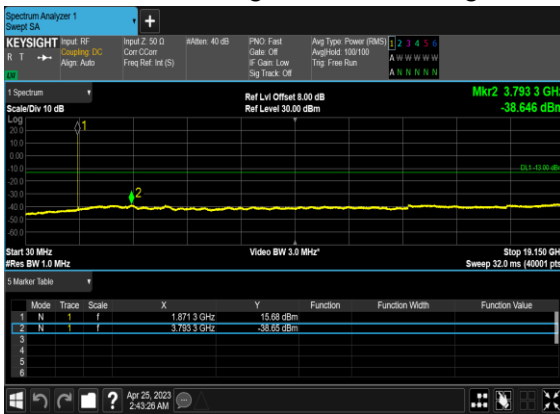 Spectrum Analyzer 1
Swept SA
KEYSIGHT Input: RF Input Z: 50 Ω #Atten: 40 dB PNO: Fast Avg Type: Power (RMS) 1 2 3 4 5 6
R T Coupling: DC Corr CCorr Gate: Off Avg|Hold: 100/100 A W W W W W
Align: Auto Freq Ref: Int (S) IF Gain: Low Trig: Free Run
Sig Track: Off A N N N N N
1 Spectrum Ref Lvl Offset 8.00 dB Mkr2 3.793 3 GHz
Scale/Div 10 dB Ref Level 30.00 dBm -38.646 dBm
Log
20.0 1
10.0
0.00
-10.0 DL1 -13.00 dBm
-20.0
-30.0 2
-40.0
-50.0
-60.0
Start 30 MHz Video BW 3.0 MHz* Stop 19.150 GHz
#Res BW 1.0 MHz Sweep 32.0 ms (40001 pts)
5 Marker Table
Mode Trace Scale X Y Function Function Width Function Value
1 N 1 f 1.871 3 GHz 15.68 dBm
2 N 1 f 3.793 3 GHz -38.65 dBm
3
4
5
6
? Apr 25, 2023
2:43:26 AM